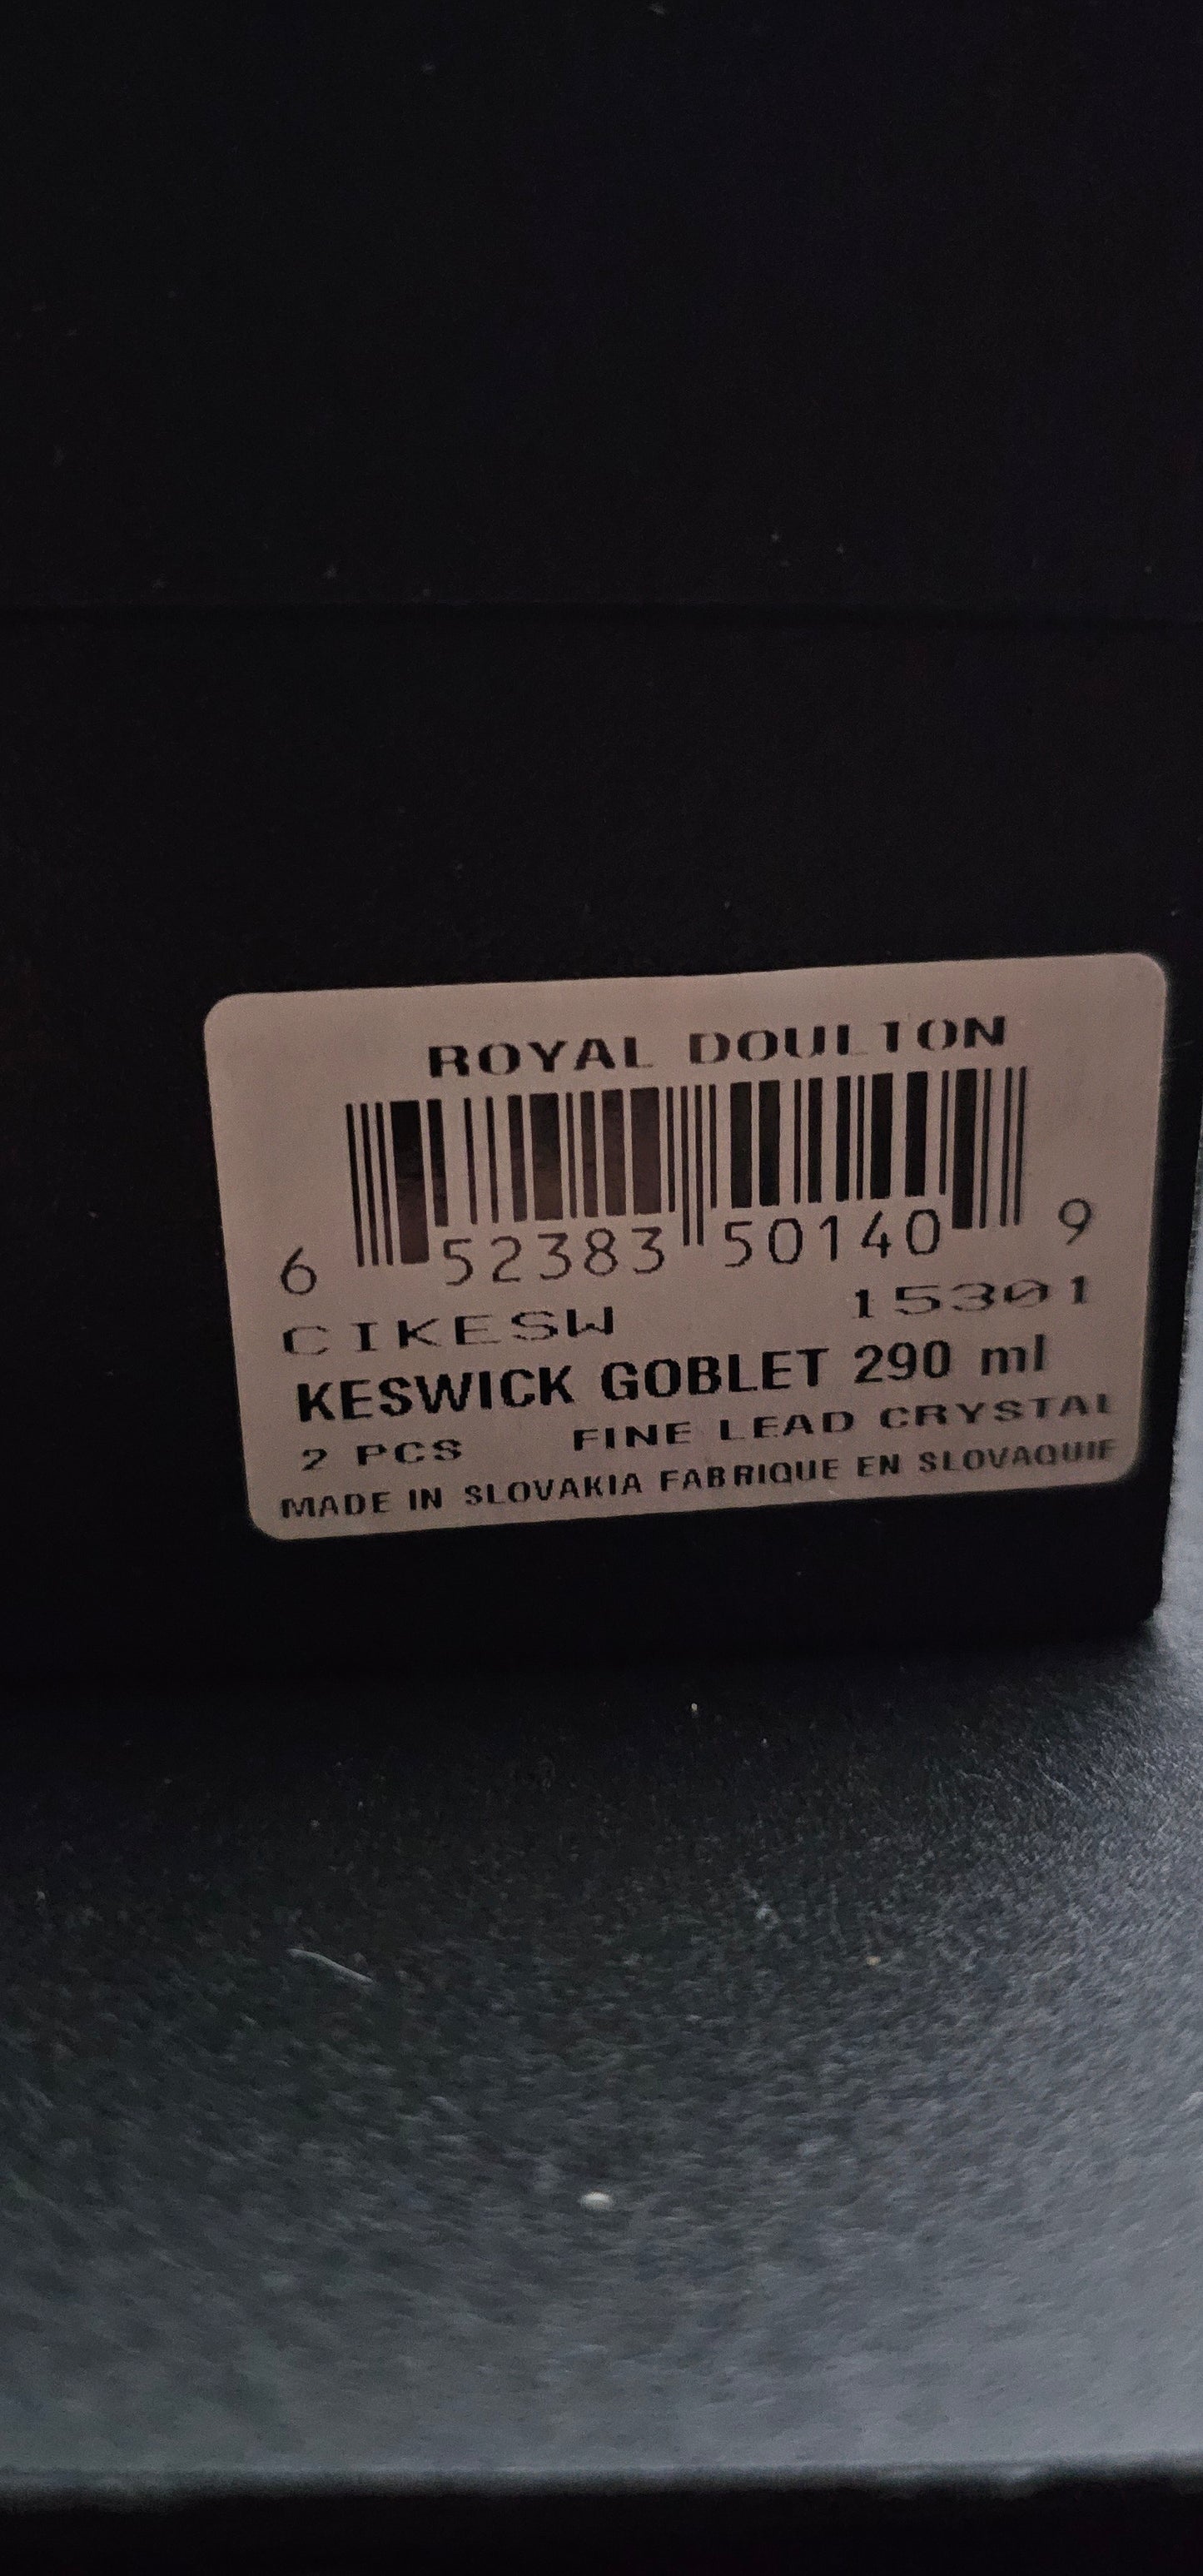 ROYAL DOULTON
6 52383 50140 9
CIKESW 15301
KESWICK GOBLET 290 ml
2 PCS FINE LEAD CRYSTAL
MADE IN SLOVAKIA FABRIQUE EN SLOVAQUIE